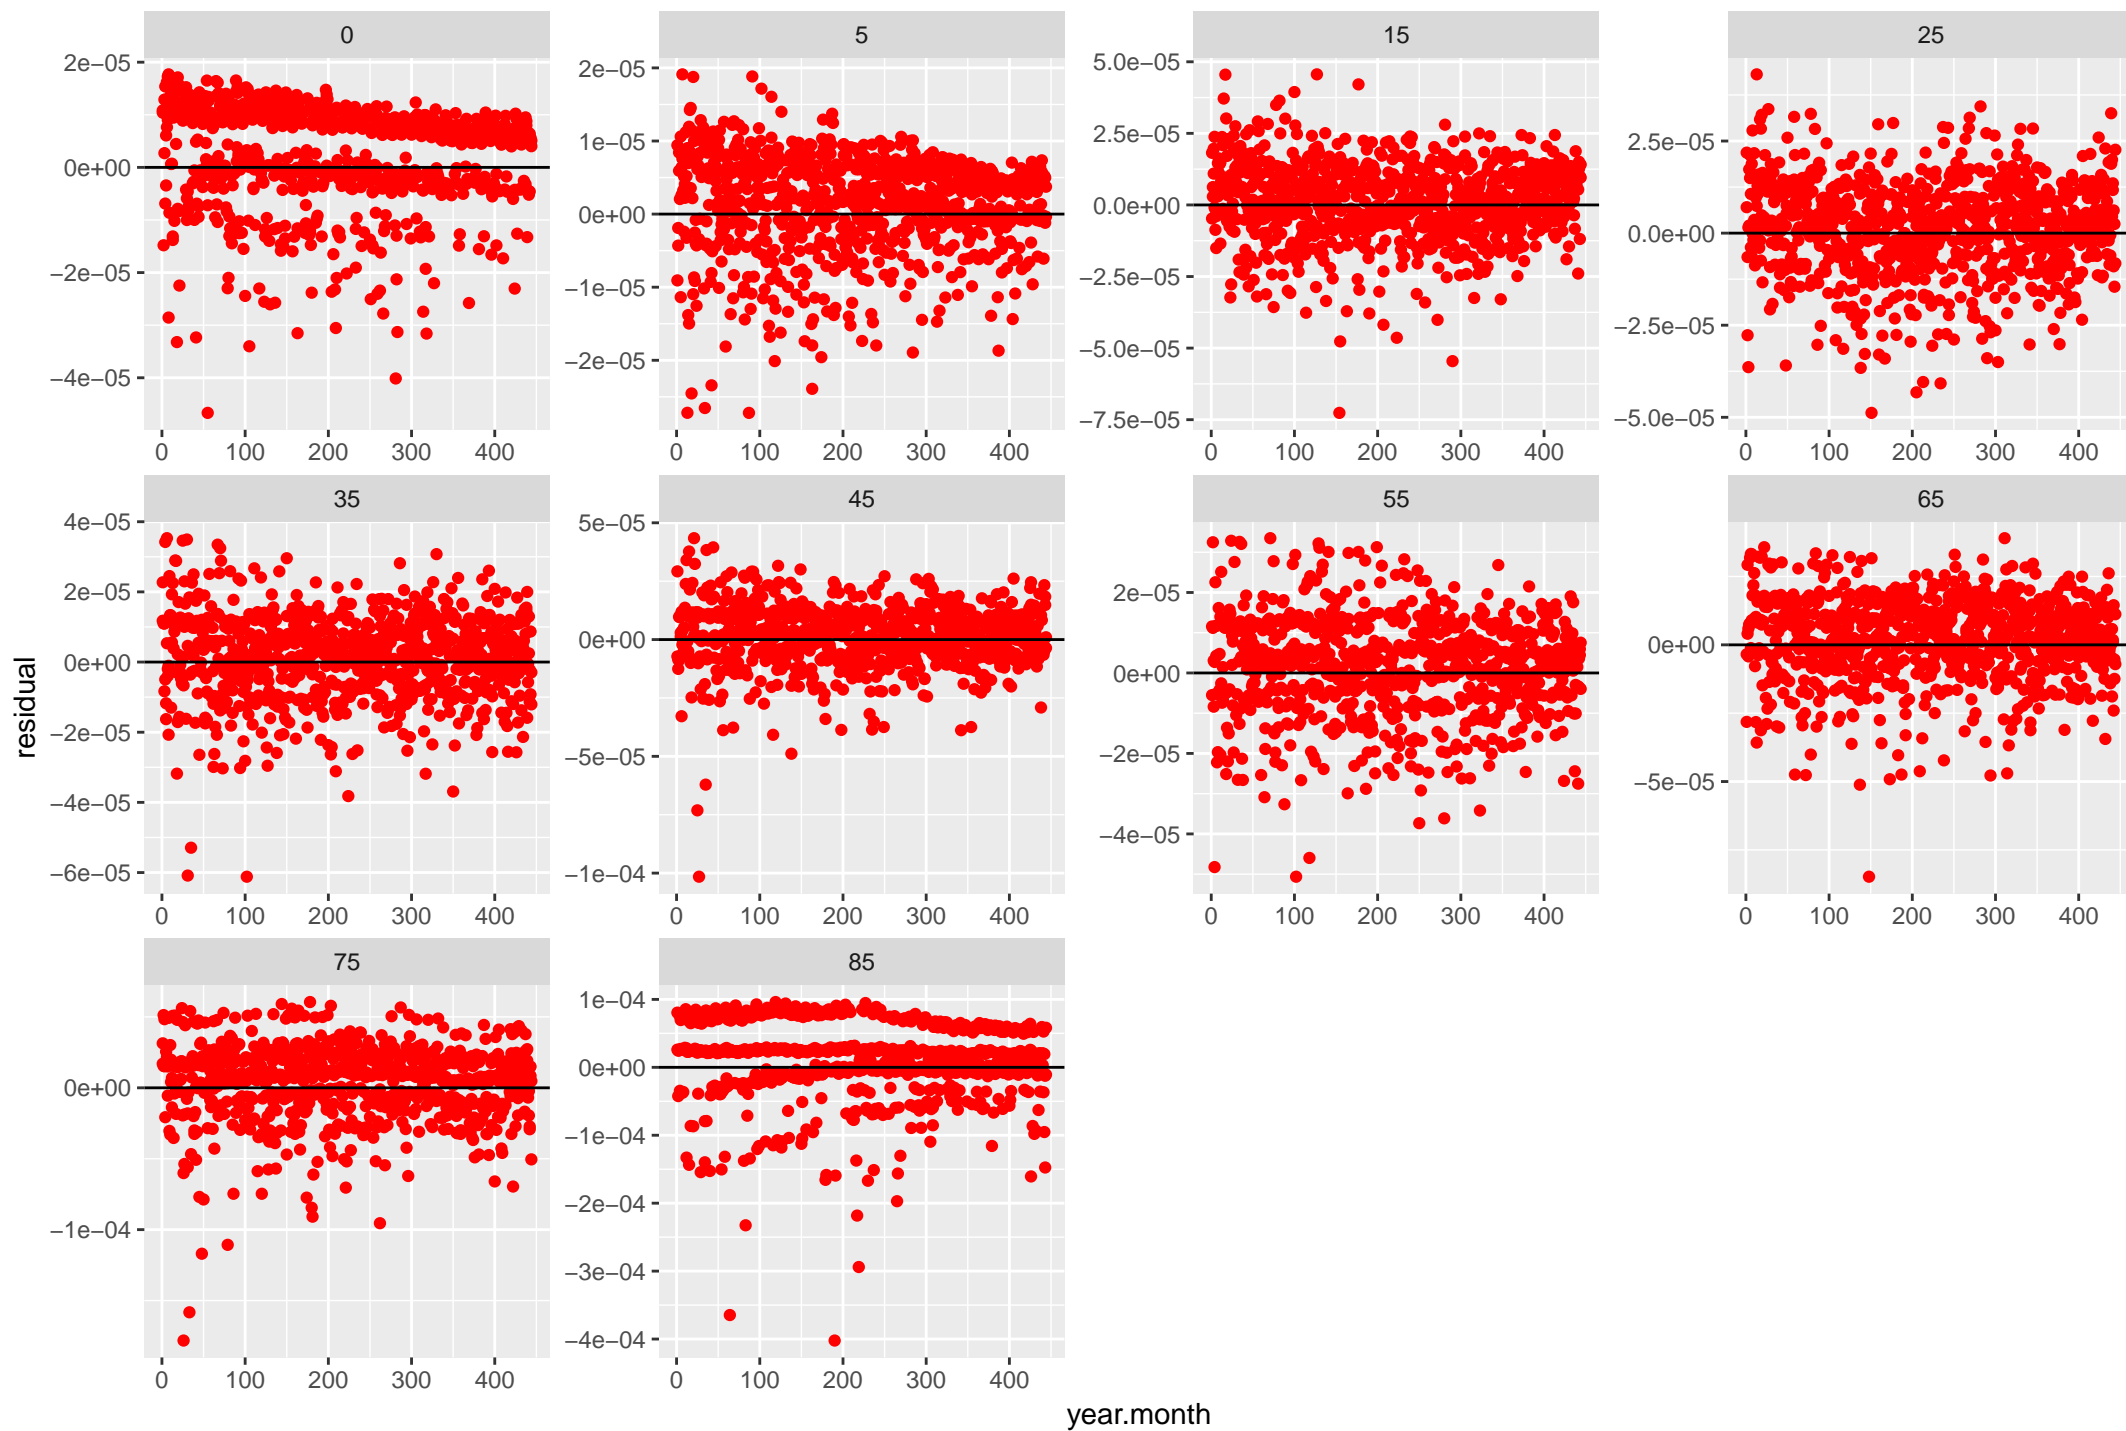 0 5 15 25
2e−05
0e+00
−2e−05
−4e−05
0 100 200 300 400
2e−05
1e−05
0e+00
−1e−05
−2e−05
0 100 200 300 400
5.0e−05
2.5e−05
0.0e+00
−2.5e−05
−5.0e−05
−7.5e−05
0 100 200 300 400
2.5e−05
0.0e+00
−2.5e−05
−5.0e−05
0 100 200 300 400
35 45 55 65
4e−05
2e−05
0e+00
−2e−05
−4e−05
−6e−05
0 100 200 300 400
5e−05
0e+00
−5e−05
−1e−04
0 100 200 300 400
2e−05
0e+00
−2e−05
−4e−05
0 100 200 300 400
0e+00
−5e−05
0 100 200 300 400
75 85
0e+00
−1e−04
0 100 200 300 400
1e−04
0e+00
−1e−04
−2e−04
−3e−04
−4e−04
0 100 200 300 400
residual
year.month